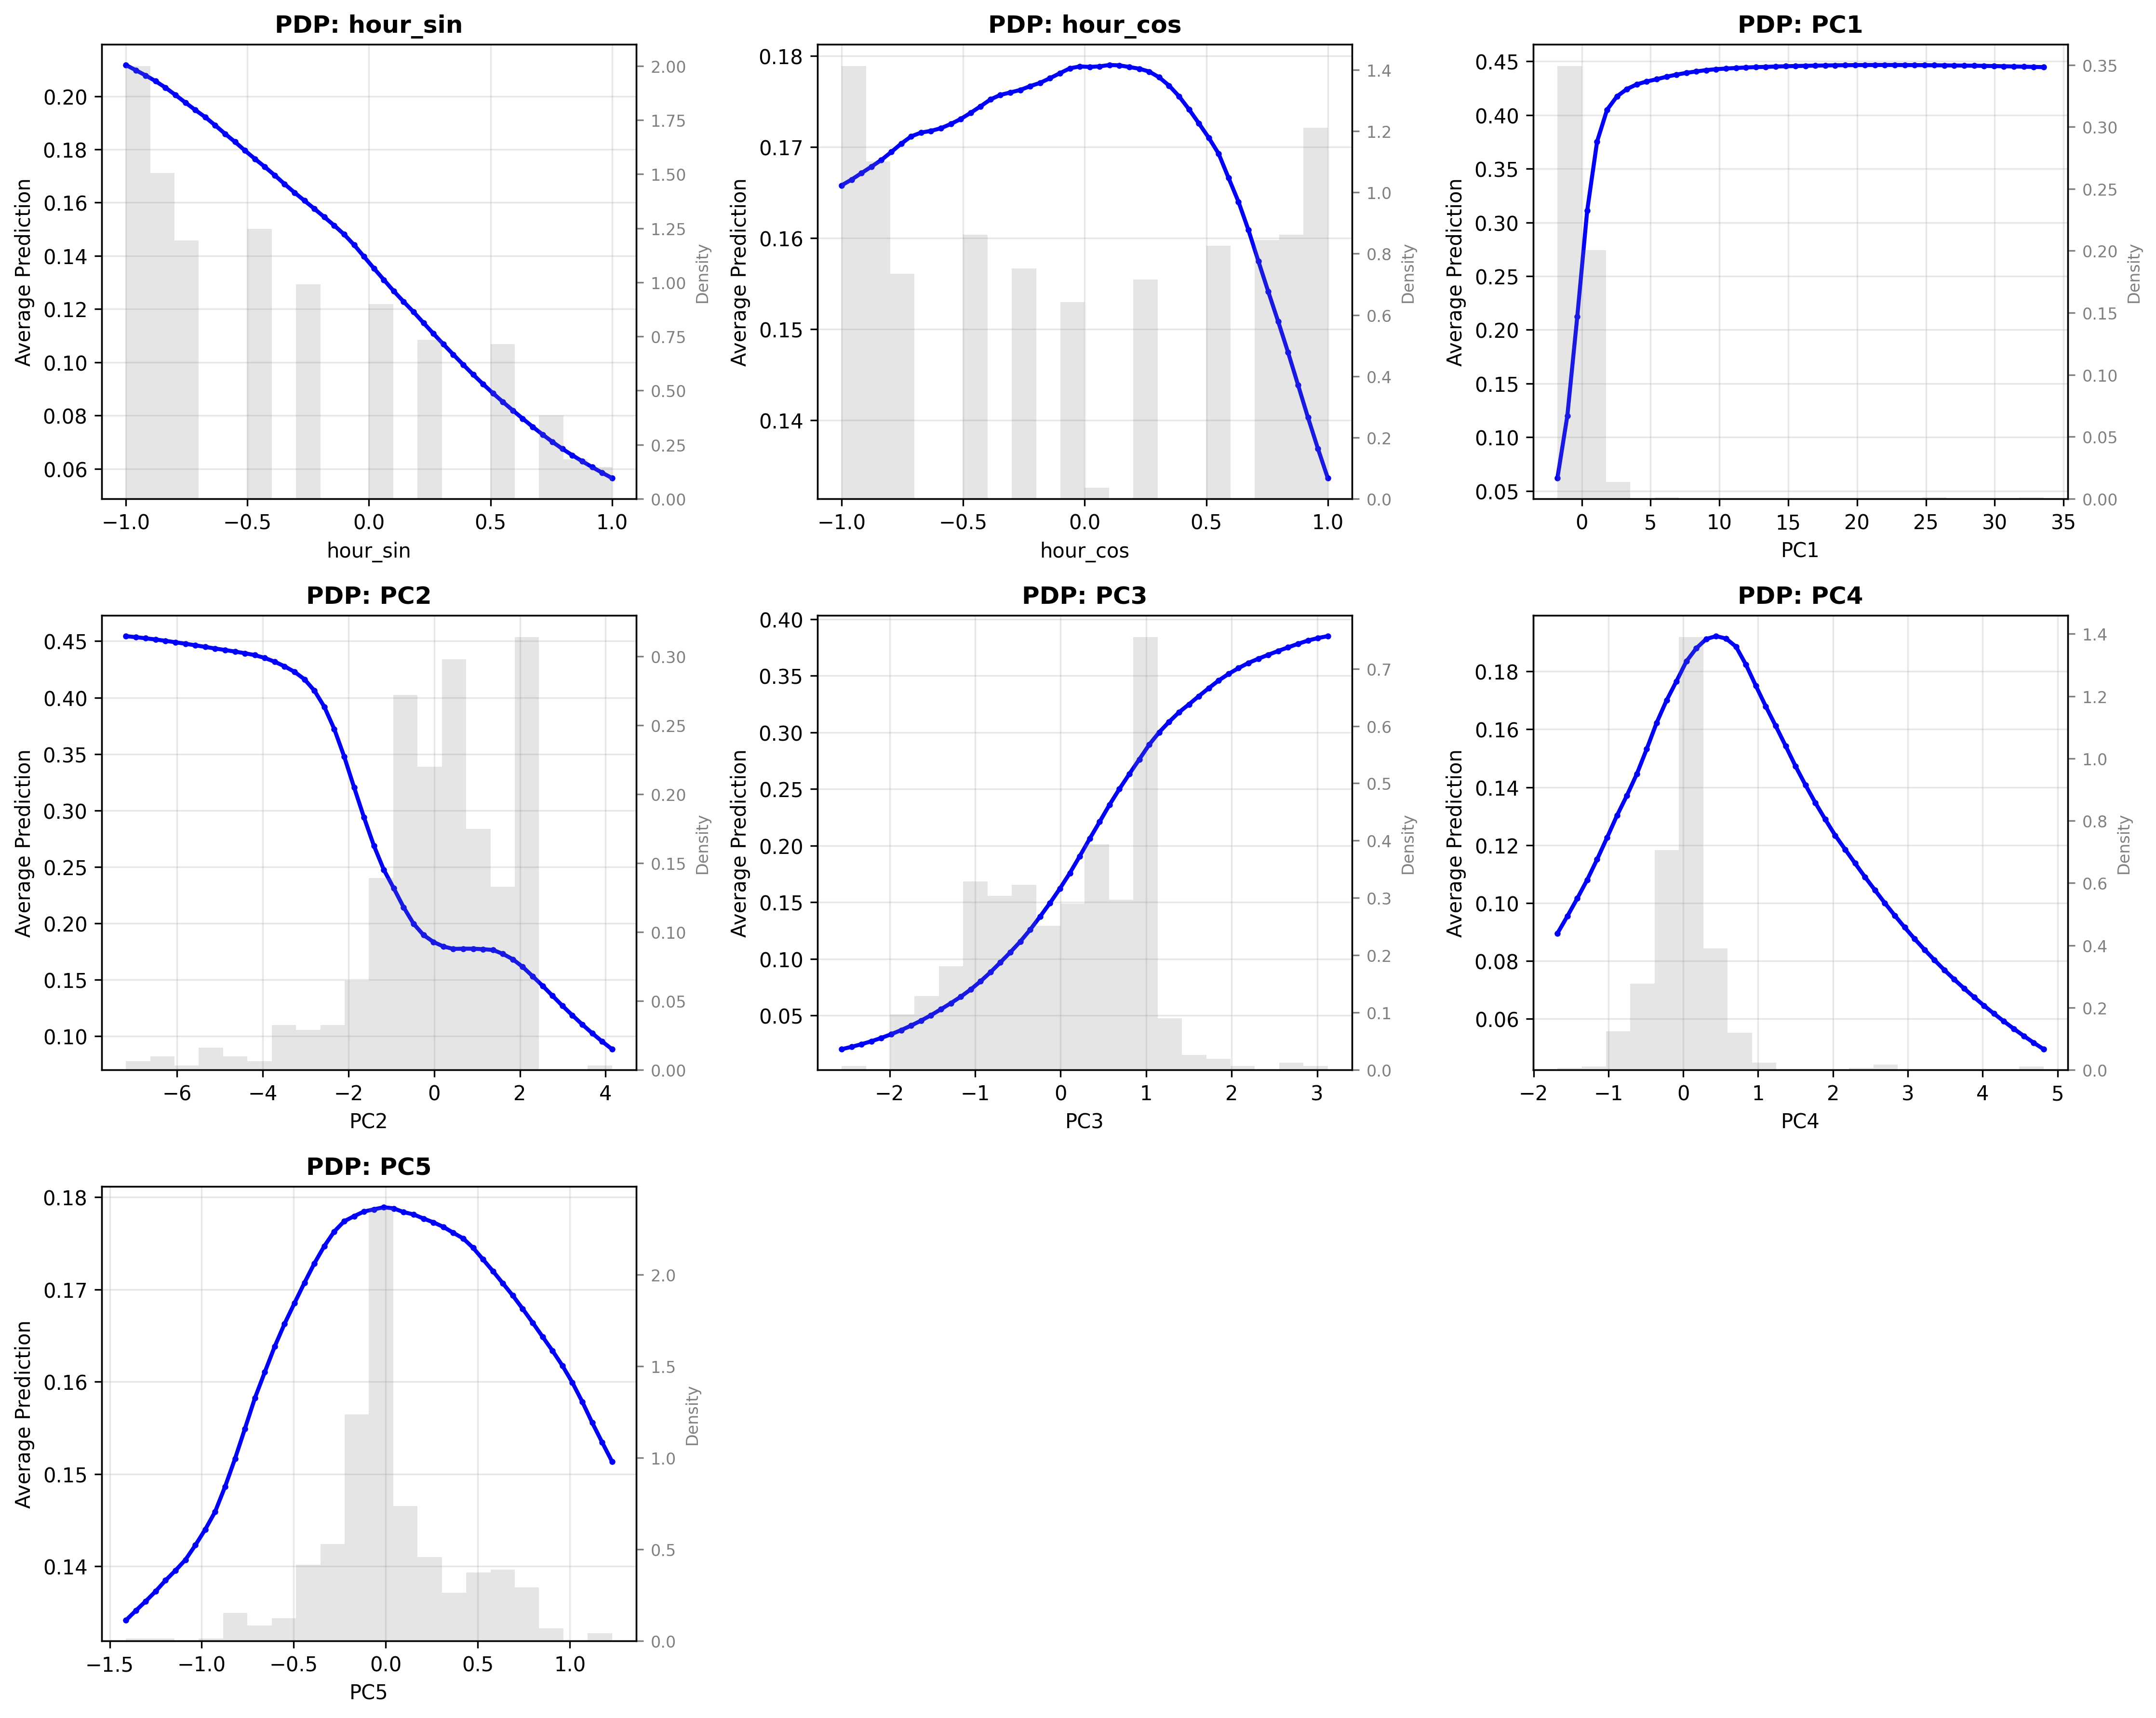 PDP: hour_sin
Average Prediction
0.20
0.18
0.16
0.14
0.12
0.10
0.08
0.06
−1.0 −0.5 0.0 0.5 1.0
hour_sin
2.00
1.75
1.50
1.25
1.00
0.75
0.50
0.25
0.00
Density
PDP: hour_cos
Average Prediction
0.18
0.17
0.16
0.15
0.14
−1.0 −0.5 0.0 0.5 1.0
hour_cos
1.4
1.2
1.0
0.8
0.6
0.4
0.2
0.0
Density
PDP: PC1
Average Prediction
0.45
0.40
0.35
0.30
0.25
0.20
0.15
0.10
0.05
0 5 10 15 20 25 30 35
PC1
0.35
0.30
0.25
0.20
0.15
0.10
0.05
0.00
Density
PDP: PC2
Average Prediction
0.45
0.40
0.35
0.30
0.25
0.20
0.15
0.10
−6 −4 −2 0 2 4
PC2
0.30
0.25
0.20
0.15
0.10
0.05
0.00
Density
PDP: PC3
Average Prediction
0.40
0.35
0.30
0.25
0.20
0.15
0.10
0.05
−2 −1 0 1 2 3
PC3
0.7
0.6
0.5
0.4
0.3
0.2
0.1
0.0
Density
PDP: PC4
Average Prediction
0.18
0.16
0.14
0.12
0.10
0.08
0.06
−2 −1 0 1 2 3 4 5
PC4
1.4
1.2
1.0
0.8
0.6
0.4
0.2
0.0
Density
PDP: PC5
Average Prediction
0.18
0.17
0.16
0.15
0.14
−1.5 −1.0 −0.5 0.0 0.5 1.0
PC5
2.0
1.5
1.0
0.5
0.0
Density